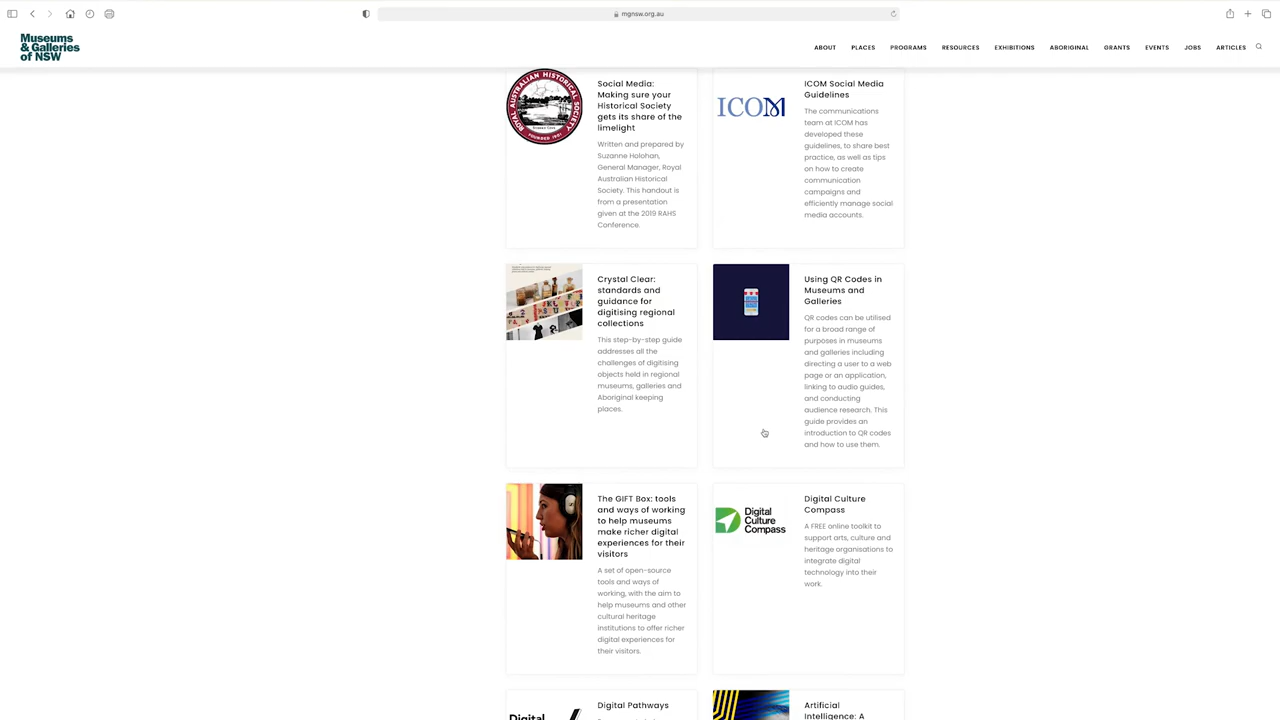 mgnsw.org.au
Museums
& Galleries
of NSW
ABOUT
PLACES
PROGRAMS
RESOURCES
EXHIBITIONS
ABORIGINAL
GRANTS
EVENTS
JOBS
ARTICLES
ROYAL AUSTRALIAN HISTORICAL SOCIETY
FOUNDED 1901
Social Media:
Making sure your
Historical Society
gets its share of the
limelight
Written and prepared by
Suzanne Holohan,
General Manager, Royal
Australian Historical
Society. This handout is
from a presentation
given at the 2019 RAHS
Conference.
ICOM
ICOM Social Media
Guidelines
The communications
team at ICOM has
developed these
guidelines, to share best
practice, as well as tips
on how to create
communication
campaigns and
efficiently manage social
media accounts.
Crystal Clear:
standards and
guidance for
digitising regional
collections
This step-by-step guide
addresses all the
challenges of digitising
objects held in regional
museums, galleries and
Aboriginal keeping
places.
Using QR Codes in
Museums and
Galleries
QR codes can be utilised
for a broad range of
purposes in museums
and galleries including
directing a user to a web
page or an application,
linking to audio guides,
and conducting
audience research. This
guide provides an
introduction to QR codes
and how to use them.
The GIFT Box: tools
and ways of working
to help museums
make richer digital
experiences for their
visitors
A set of open-source
tools and ways of
working, with the aim to
help museums and other
cultural heritage
institutions to offer richer
digital experiences for
their visitors.
Digital
Culture
Compass
Digital Culture
Compass
A FREE online toolkit to
support arts, culture and
heritage organisations to
integrate digital
technology into their
work.
Digital
Digital Pathways
Artificial
Intelligence: A